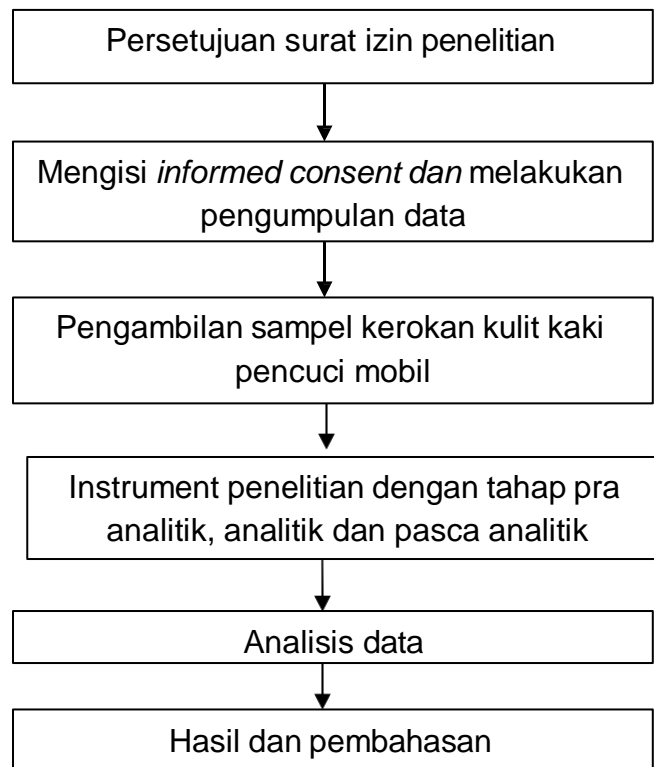 Persetujuan surat izin penelitian
Mengisi informed consent dan melakukan
pengumpulan data
Pengambilan sampel kerokan kulit kaki
pencuci mobil
Instrument penelitian dengan tahap pra
analitik, analitik dan pasca analitik
Analisis data
Hasil dan pembahasan